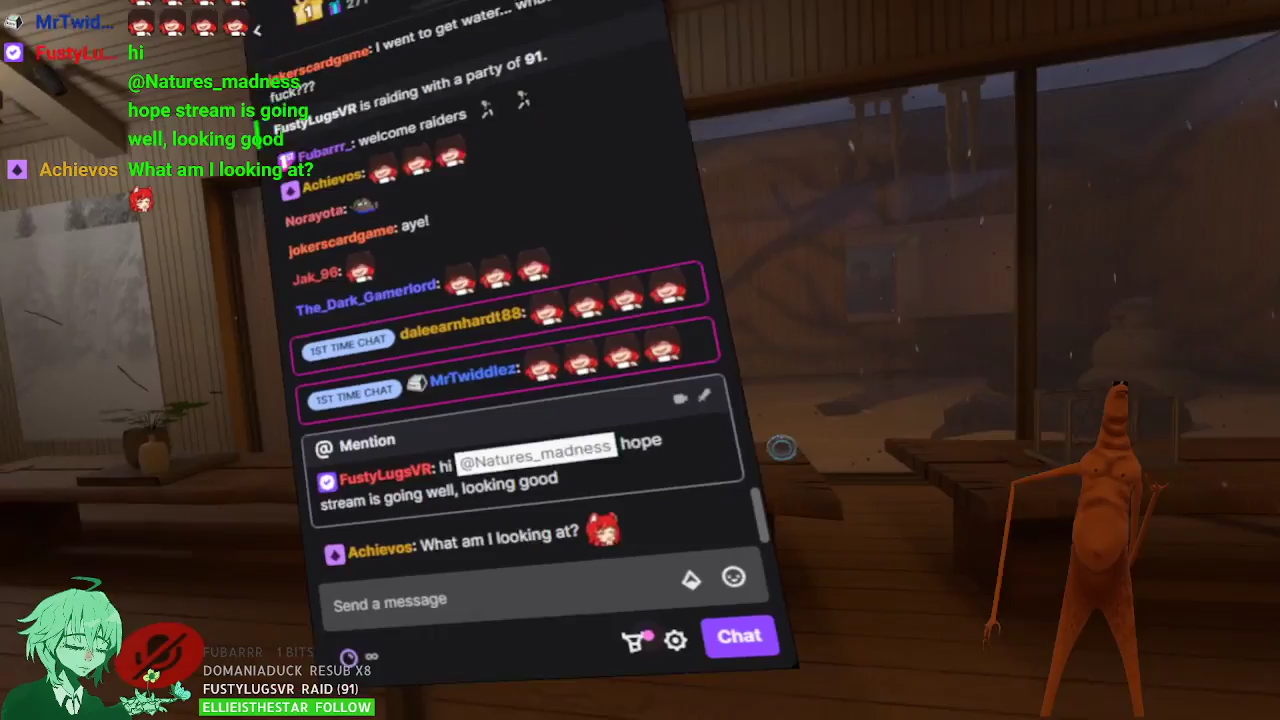 MrTwid...
FustyLu...
hi
@Natures_madness
hope stream is going
well, looking good
Achievos
What am I looking at?
1
jokerscardgame: I went to get water...
fuck???
FustyLugsVR is raiding with a party of 91.
Fubarrr_: welcome raiders
Achievos:
Norayota:
jokerscardgame: aye!
Jak_96:
The_Dark_Gamerlord:
1ST TIME CHAT daleearnhardt88:
1ST TIME CHAT MrTwiddlez:
@ Mention
FustyLugsVR: hi @Natures_madness hope
stream is going well, looking good
Achievos: What am I looking at?
Send a message
∞
Chat
FUBARRR 1 BITS
DOMANIADUCK RESUB X8
FUSTYLUGSVR RAID (91)
ELLIEISTHESTAR FOLLOW